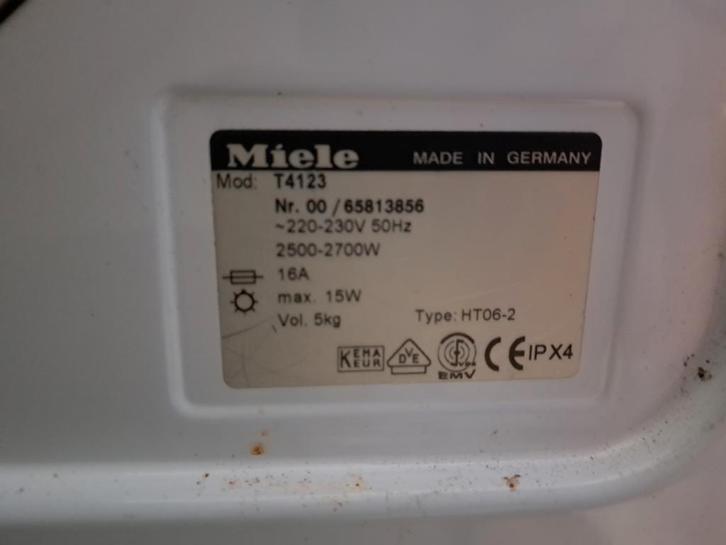 Miele MADE IN GERMANY
Mod: T4123
Nr. 00 / 65813856
~220-230V 50Hz
2500-2700W
16A
max. 15W
Vol. 5kg Type: HT06-2
KEMA KEUR DVE EMV CE IPX4